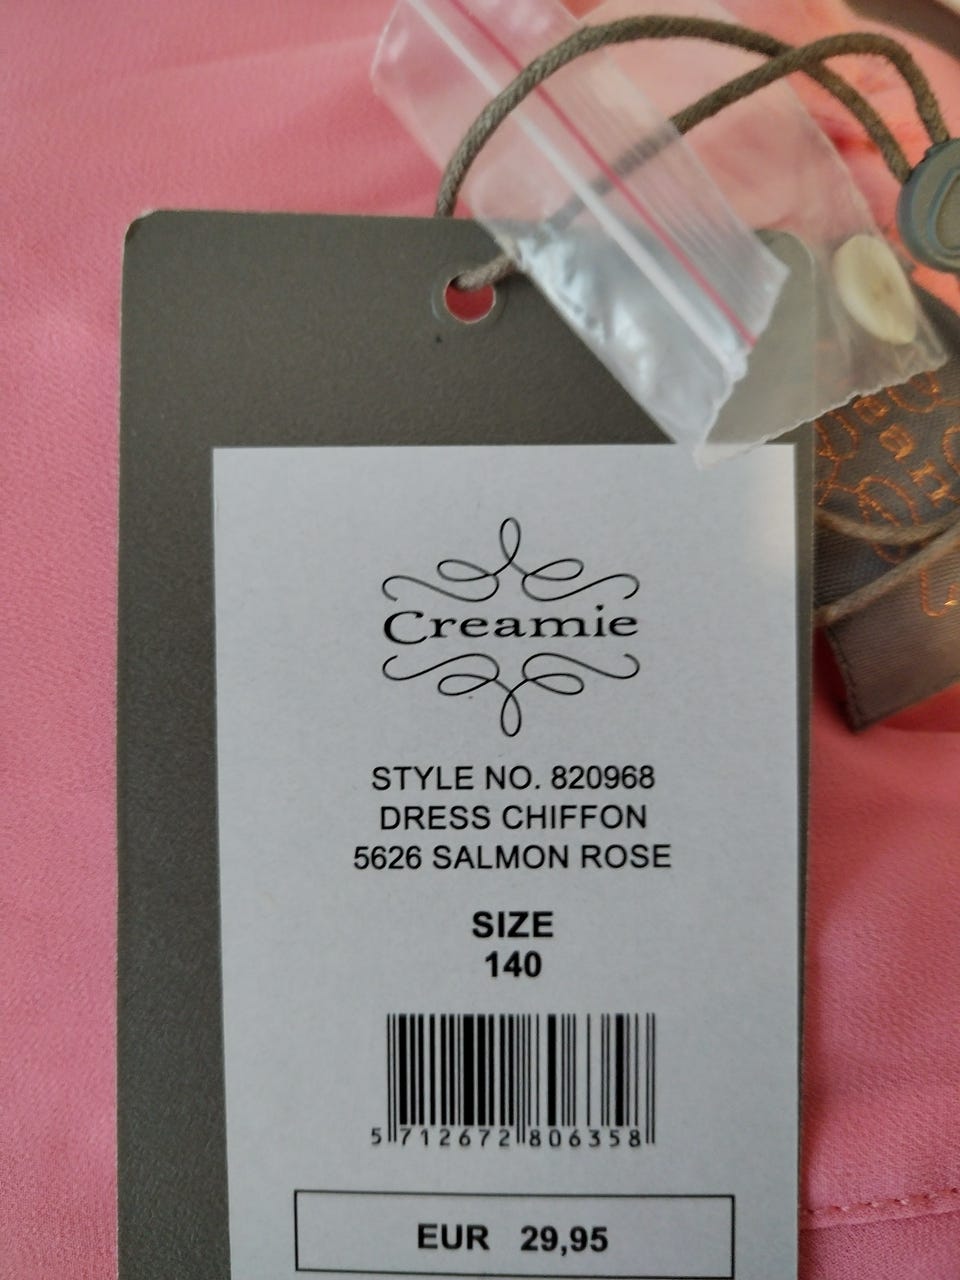 Creamie
STYLE NO. 820968
DRESS CHIFFON
5626 SALMON ROSE
SIZE
140
5 712672 806358
EUR 29,95